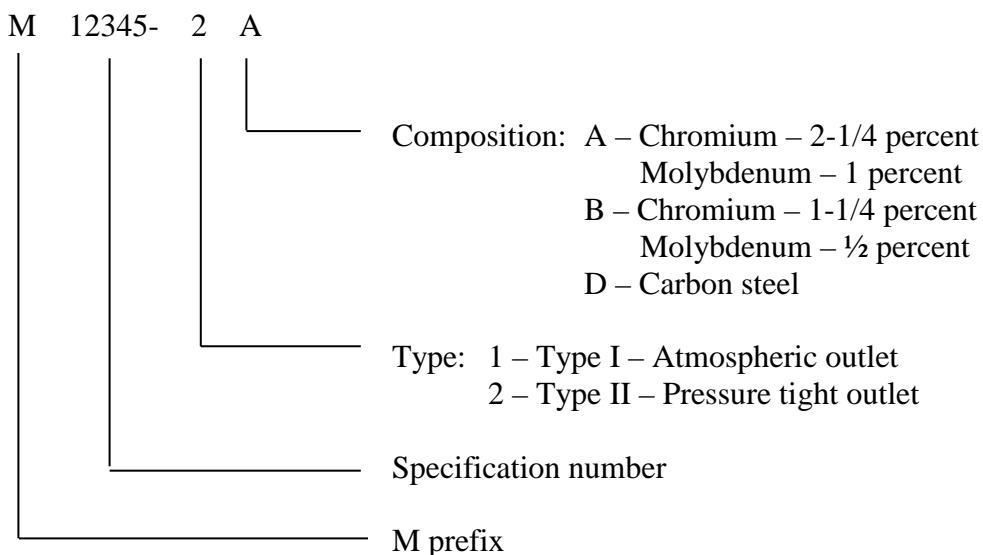 M 12345- 2 A
Composition: A – Chromium – 2-1/4 percent
Molybdenum – 1 percent
B – Chromium – 1-1/4 percent
Molybdenum – ½ percent
D – Carbon steel
Type: 1 – Type I – Atmospheric outlet
2 – Type II – Pressure tight outlet
Specification number
M prefix